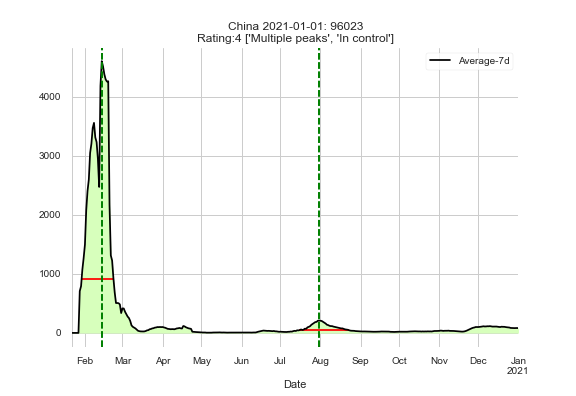 China 2021-01-01: 96023
Rating:4 ['Multiple peaks', 'In control']
Average-7d
4000
3000
2000
1000
0
Feb Mar Apr May Jun Jul Aug Sep Oct Nov Dec Jan
2021
Date